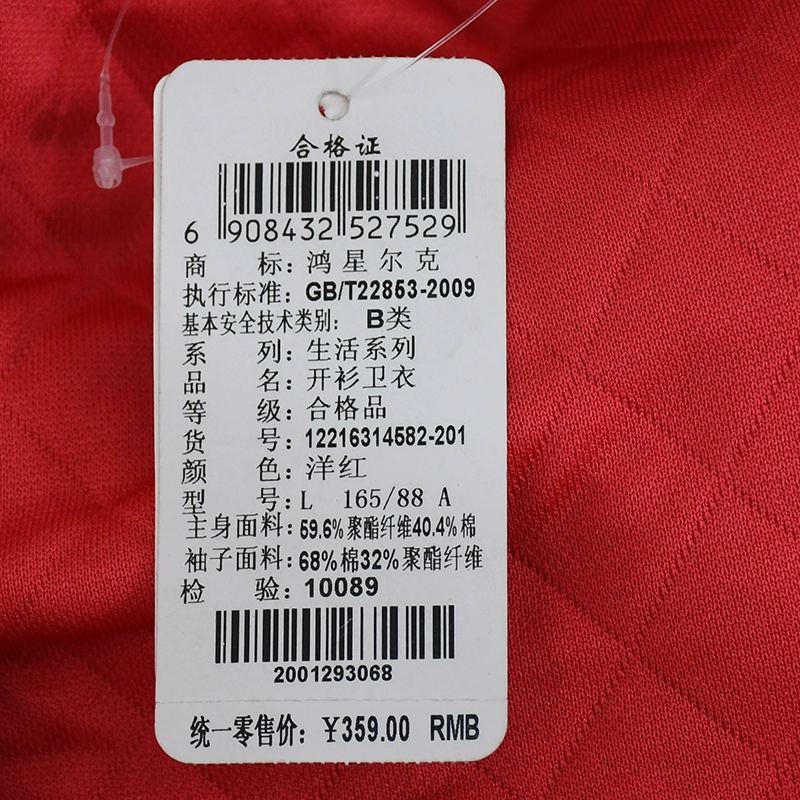 合格证
6 908432 527529
商标：鸿星尔克
执行标准：GB/T22853-2009
基本安全技术类别：B类
系列：生活系列
品名：开衫卫衣
等级：合格品
货号：12216314582-201
颜色：洋红
型号：L 165/88 A
主身面料：59.6%聚酯纤维40.4%棉
袖子面料：68%棉32%聚酯纤维
检验：10089
2001293068
统一零售价：¥359.00 RMB